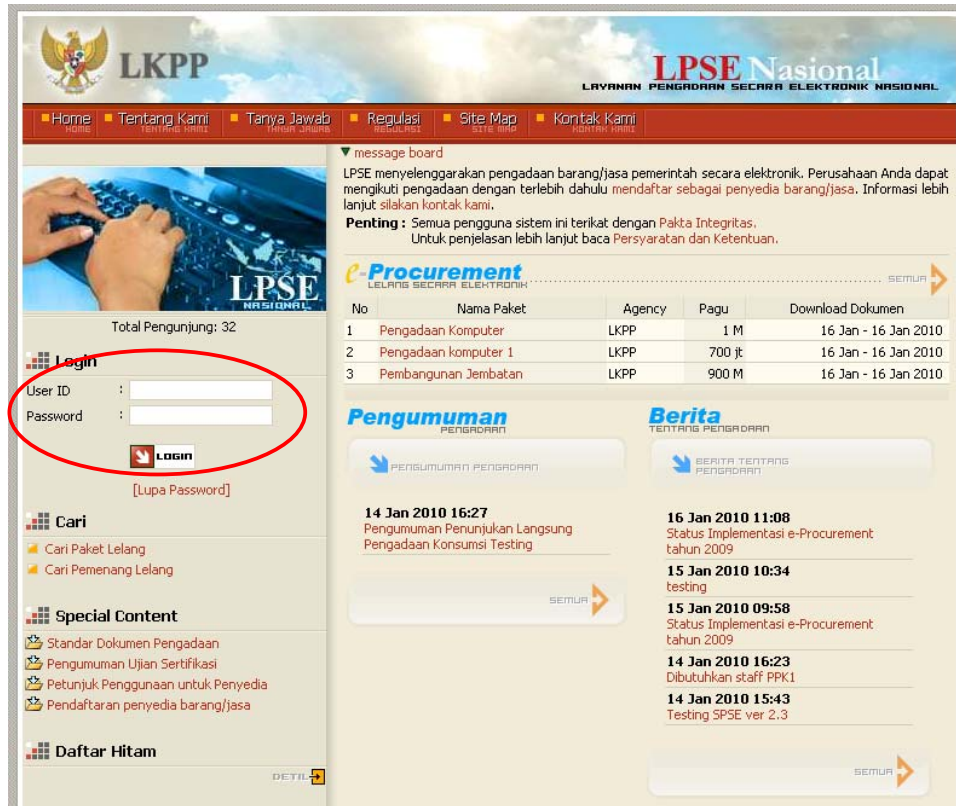 LKPP
LPSE Nasional
LAYANAN PENGADAAN SECARA ELEKTRONIK NASIONAL
Home Tentang Kami Tanya Jawab Regulasi Site Map Kontak Kami
HOME TENTANG KAMI TANYA JAWAB REGULASI SITE MAP KONTAK KAMI
message board
LPSE menyelenggarakan pengadaan barang/jasa pemerintah secara elektronik. Perusahaan Anda dapat
mengikuti pengadaan dengan terlebih dahulu mendaftar sebagai penyedia barang/jasa. Informasi lebih
lanjut silakan kontak kami.
Penting : Semua pengguna sistem ini terikat dengan Pakta Integritas.
Untuk penjelasan lebih lanjut baca Persyaratan dan Ketentuan.
LPSE
NASIONAL
Total Pengunjung: 32
Login
User ID :
Password :
LOGIN
[Lupa Password]
Cari
Cari Paket Lelang
Cari Pemenang Lelang
Special Content
Standar Dokumen Pengadaan
Pengumuman Ujian Sertifikasi
Petunjuk Penggunaan untuk Penyedia
Pendaftaran penyedia barang/jasa
Daftar Hitam
DETIL
e-Procurement
LELANG SECARA ELEKTRONIK
SEMUA
No Nama Paket Agency Pagu Download Dokumen
1 Pengadaan Komputer LKPP 1 M 16 Jan - 16 Jan 2010
2 Pengadaan komputer 1 LKPP 700 jt 16 Jan - 16 Jan 2010
3 Pembangunan Jembatan LKPP 900 M 16 Jan - 16 Jan 2010
Pengumuman
PENGADAAN
PENGUMUMAN PENGADAAN
14 Jan 2010 16:27
Pengumuman Penunjukan Langsung
Pengadaan Konsumsi Testing
SEMUA
Berita
TENTANG PENGADAAN
BERITA TENTANG
PENGADAAN
16 Jan 2010 11:08
Status Implementasi e-Procurement
tahun 2009
15 Jan 2010 10:34
testing
15 Jan 2010 09:58
Status Implementasi e-Procurement
tahun 2009
14 Jan 2010 16:23
Dibutuhkan staff PPK1
14 Jan 2010 15:43
Testing SPSE ver 2.3
SEMUA